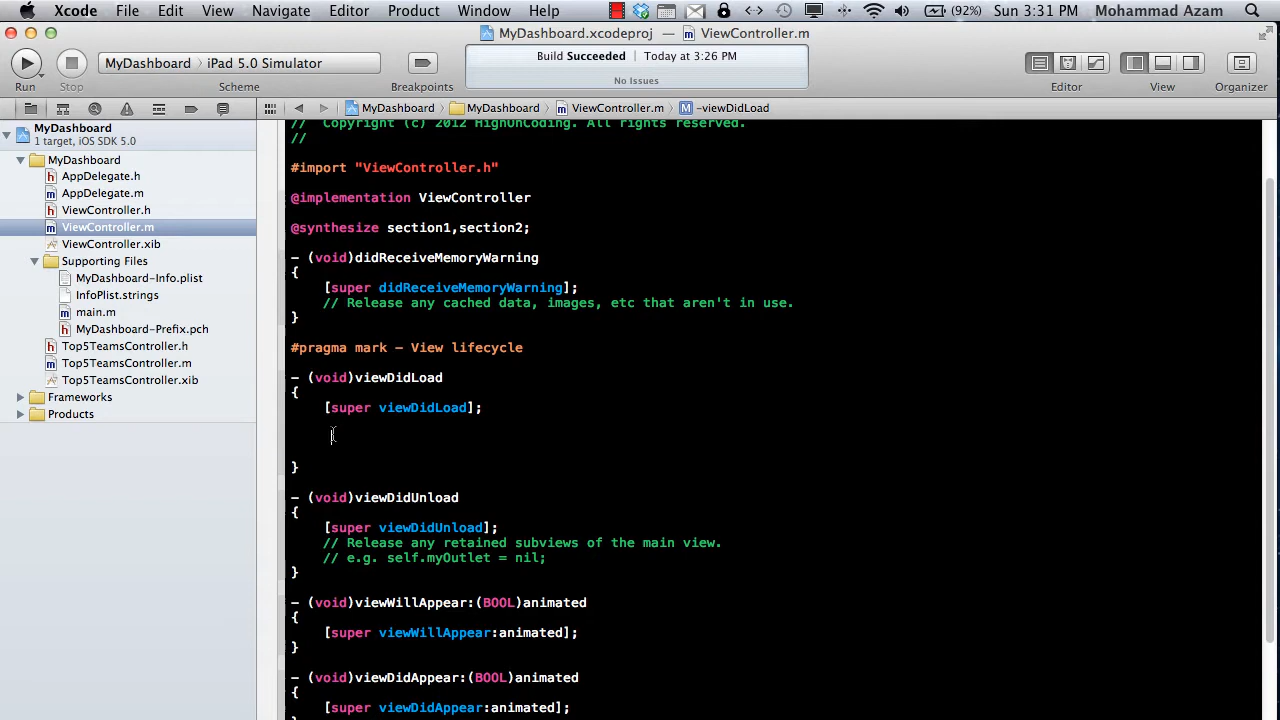 Xcode File Edit View Navigate Editor Product Window Help (92%) Sun 3:31 PM Mohammad Azam
MyDashboard.xcodeproj — ViewController.m
MyDashboard iPad 5.0 Simulator
Build Succeeded Today at 3:26 PM
No Issues
Run Stop Scheme Breakpoints Editor View Organizer
MyDashboard MyDashboard ViewController.m M -viewDidLoad
MyDashboard
1 target, iOS SDK 5.0
MyDashboard
h AppDelegate.h
m AppDelegate.m
h ViewController.h
m ViewController.m
ViewController.xib
Supporting Files
MyDashboard-Info.plist
InfoPlist.strings
m main.m
h MyDashboard-Prefix.pch
h Top5TeamsController.h
m Top5TeamsController.m
Top5TeamsController.xib
Frameworks
Products
// Copyright (c) 2012 HighOnCoding. All rights reserved.
//
#import "ViewController.h"
@implementation ViewController
@synthesize section1,section2;
- (void)didReceiveMemoryWarning
{
[super didReceiveMemoryWarning];
// Release any cached data, images, etc that aren't in use.
}
#pragma mark - View lifecycle
- (void)viewDidLoad
{
[super viewDidLoad];
}
- (void)viewDidUnload
{
[super viewDidUnload];
// Release any retained subviews of the main view.
// e.g. self.myOutlet = nil;
}
- (void)viewWillAppear:(BOOL)animated
{
[super viewWillAppear:animated];
}
- (void)viewDidAppear:(BOOL)animated
{
[super viewDidAppear:animated];